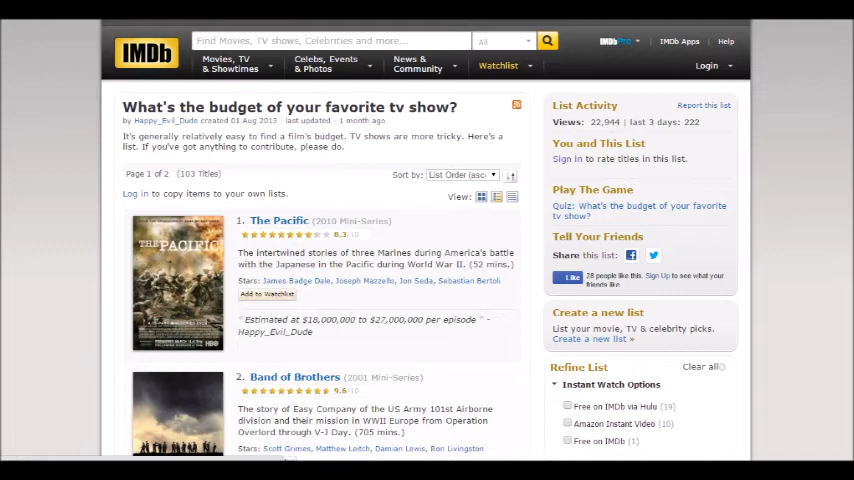 IMDb
Find Movies, TV shows, Celebrities and more...
All
IMDbPro
IMDb Apps
Help
Movies, TV
& Showtimes
Celebs, Events
& Photos
News &
Community
Watchlist
Login
What's the budget of your favorite tv show?
by Happy_Evil_Dude created 01 Aug 2013 | last updated - 1 month ago
It's generally relatively easy to find a film's budget. TV shows are more tricky. Here's a
list. If you've got anything to contribute, please do.
Page 1 of 2 (103 Titles)
Sort by: List Order (asc
Log in to copy items to your own lists.
View:
THE PACIFIC
HBO
1. The Pacific (2010 Mini-Series)
8.3/10
The intertwined stories of three Marines during America's battle
with the Japanese in the Pacific during World War II. (52 mins.)
Stars: James Badge Dale, Joseph Mazzello, Jon Seda, Sebastian Bertoli
Add to Watchlist
" Estimated at $18,000,000 to $27,000,000 per episode " -
Happy_Evil_Dude
2. Band of Brothers (2001 Mini-Series)
9.6/10
The story of Easy Company of the US Army 101st Airborne
division and their mission in WWII Europe from Operation
Overlord through V-J Day. (705 mins.)
Stars: Scott Grimes, Matthew Leitch, Damian Lewis, Ron Livingston
List Activity
Report this list
Views: 22,944 | last 3 days: 222
You and This List
Sign in to rate titles in this list.
Play The Game
Quiz: What's the budget of your favorite
tv show?
Tell Your Friends
Share this list:
Like
28 people like this. Sign Up to see what your
friends like.
Create a new list
List your movie, TV & celebrity picks.
Create a new list »
Refine List
Clear all
Instant Watch Options
Free on IMDb via Hulu (19)
Amazon Instant Video (10)
Free on IMDb (1)